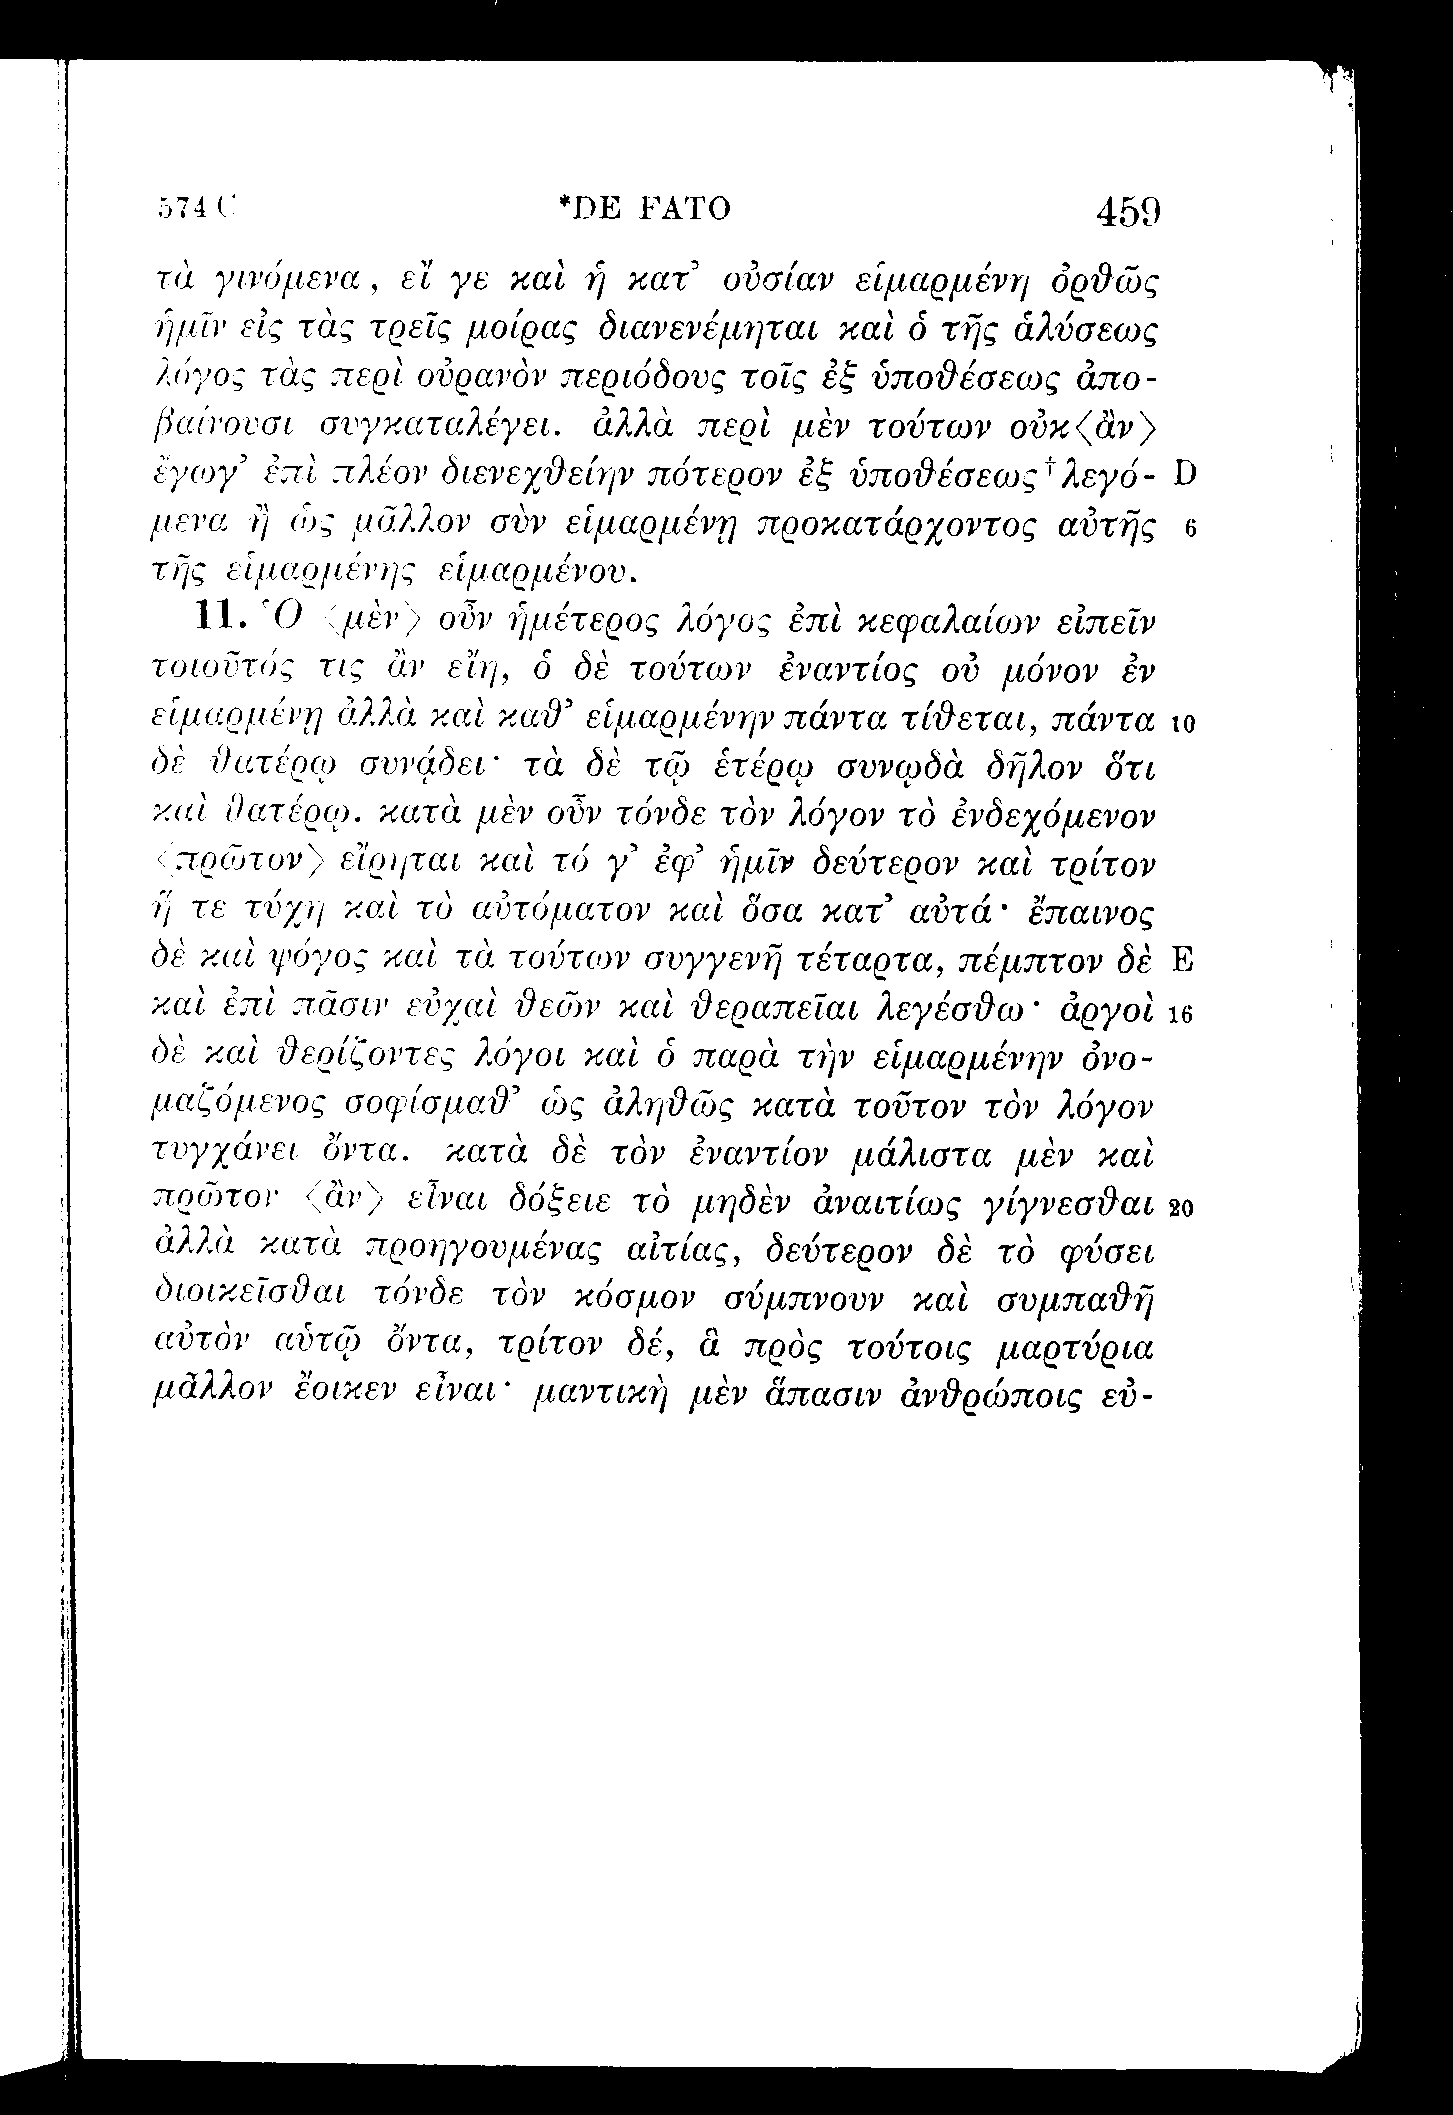 574 C *DE FATO 459
τὰ γινόμενα, εἴ γε καὶ ἡ κατ’ οὐσίαν εἱμαρμένη ὀρθῶς
ἡμῖν εἰς τὰς τρεῖς μοίρας διανενέμηται καὶ ὁ τῆς ἁλύσεως
λόγος τὰς περὶ οὐρανὸν περιόδους τοῖς ἐξ ὑποθέσεως ἀπο-
βαίνουσι συγκαταλέγει. ἀλλὰ περὶ μὲν τούτων οὐκ〈ἂν〉
ἔγωγ’ ἐπὶ πλέον διενεχθείην πότερον ἐξ ὑποθέσεως † λεγό- D
μενα ἢ ὡς μᾶλλον σὺν εἱμαρμένῃ προκατάρχοντος αὐτῆς 6
τῆς εἱμαρμένης εἱμαρμένου.
11. Ὁ 〈μὲν〉 οὖν ἡμέτερος λόγος ἐπὶ κεφαλαίων εἰπεῖν
τοιοῦτός τις ἂν εἴη, ὁ δὲ τούτων ἐναντίος οὐ μόνον ἐν
εἱμαρμένῃ ἀλλὰ καὶ καθ’ εἱμαρμένην πάντα τίθεται, πάντα 10
δὲ θατέρῳ συνᾴδει· τὰ δὲ τῷ ἑτέρῳ συνῳδὰ δῆλον ὅτι
καὶ θατέρῳ. κατὰ μὲν οὖν τόνδε τὸν λόγον τὸ ἐνδεχόμενον
〈πρῶτον〉 εἴρηται καὶ τό γ’ ἐφ’ ἡμῖν δεύτερον καὶ τρίτον
ἥ τε τύχη καὶ τὸ αὐτόματον καὶ ὅσα κατ’ αὐτά· ἔπαινος
δὲ καὶ ψόγος καὶ τὰ τούτων συγγενῆ τέταρτα, πέμπτον δὲ E
καὶ ἐπὶ πᾶσιν εὐχαὶ θεῶν καὶ θεραπεῖαι λεγέσθω· ἀργοὶ 16
δὲ καὶ θερίζοντες λόγοι καὶ ὁ παρὰ τὴν εἱμαρμένην ὀνο-
μαζόμενος σοφίσμαθ’ ὡς ἀληθῶς κατὰ τοῦτον τὸν λόγον
τυγχάνει ὄντα. κατὰ δὲ τὸν ἐναντίον μάλιστα μὲν καὶ
πρῶτον 〈ἂν〉 εἶναι δόξειε τὸ μηδὲν ἀναιτίως γίγνεσθαι 20
ἀλλὰ κατὰ προηγουμένας αἰτίας, δεύτερον δὲ τὸ φύσει
διοικεῖσθαι τόνδε τὸν κόσμον σύμπνουν καὶ συμπαθῆ
αὐτὸν αὑτῷ ὄντα, τρίτον δέ, ἃ πρὸς τούτοις μαρτύρια
μᾶλλον ἔοικεν εἶναι· μαντικὴ μὲν ἅπασιν ἀνθρώποις εὐ-